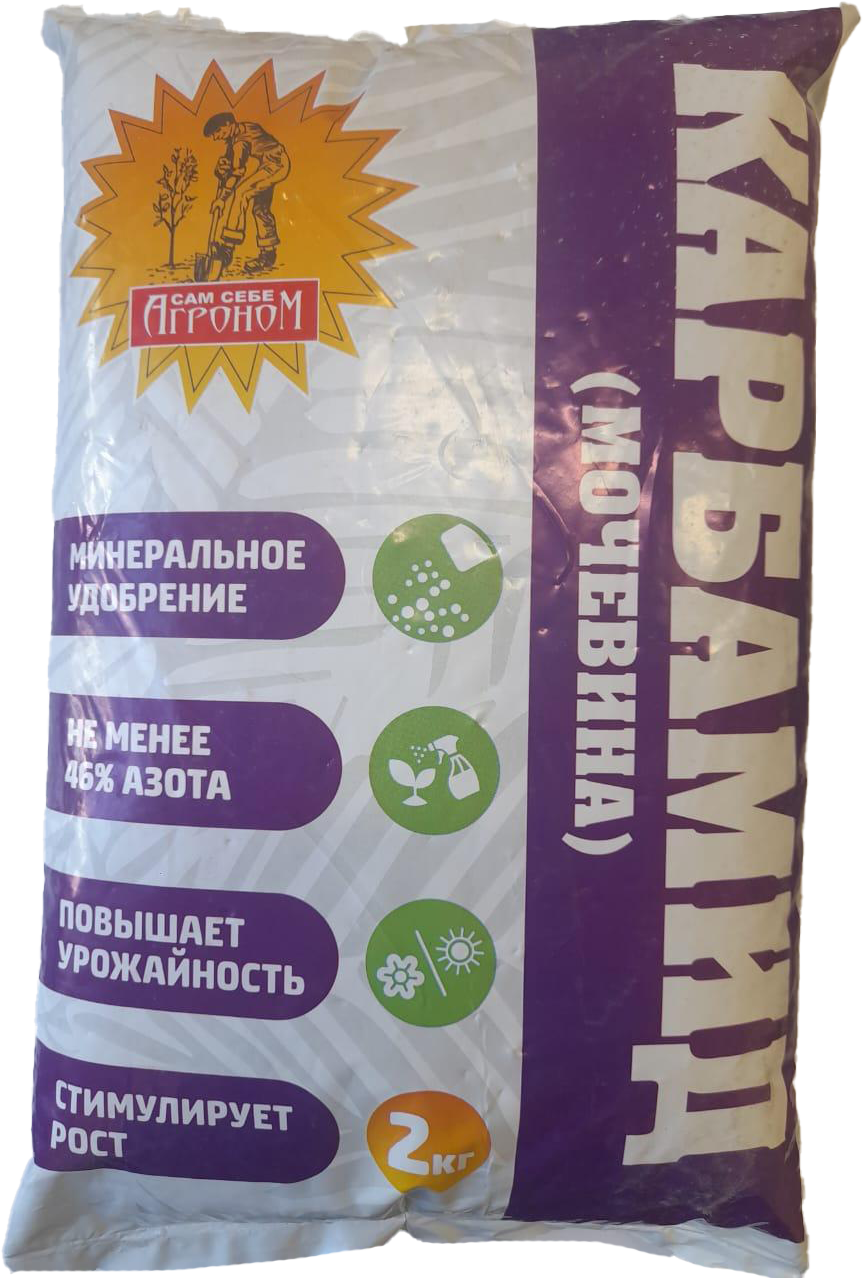 САМ СЕБЕ
АГРОНОМ
КАРБАМИД
(МОЧЕВИНА)
МИНЕРАЛЬНОЕ
УДОБРЕНИЕ
НЕ МЕНЕЕ
46% АЗОТА
ПОВЫШАЕТ
УРОЖАЙНОСТЬ
СТИМУЛИРУЕТ
РОСТ
2кг